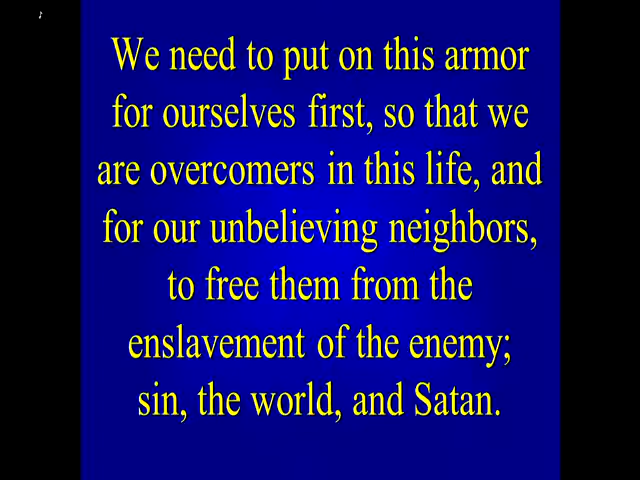 We need to put on this armor
for ourselves first, so that we
are overcomers in this life, and
for our unbelieving neighbors,
to free them from the
enslavement of the enemy;
sin, the world, and Satan.